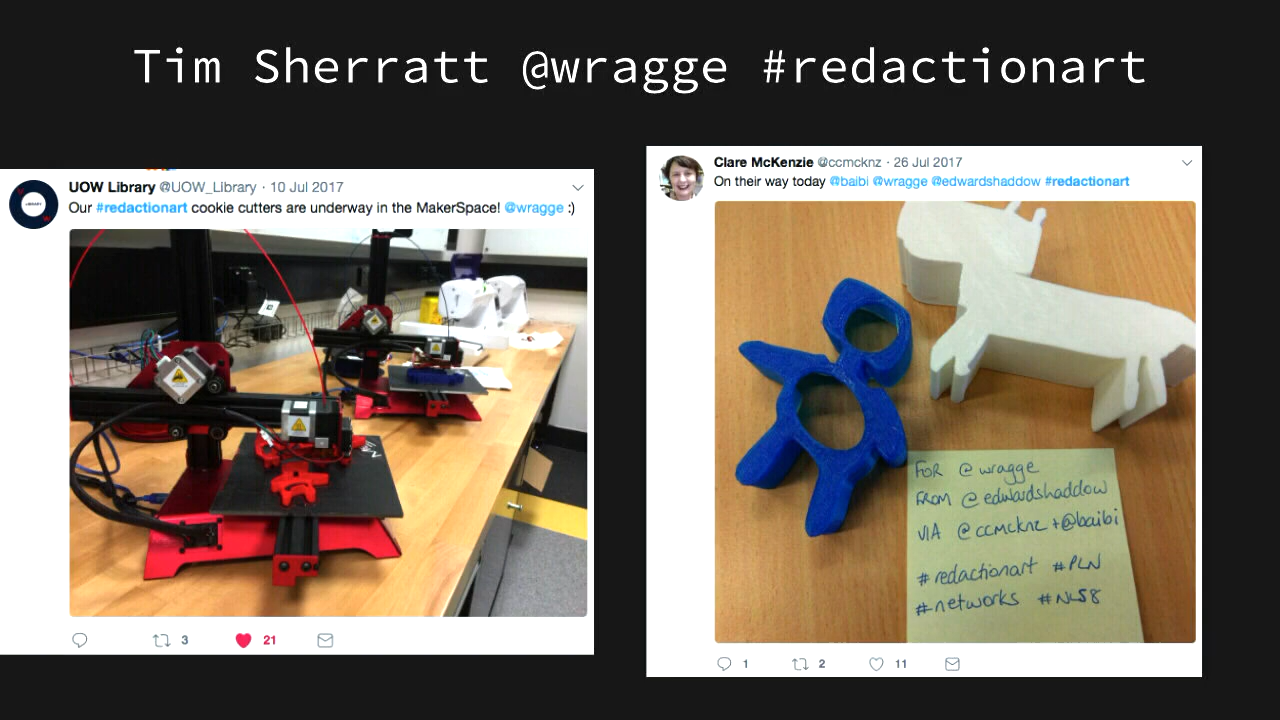 Tim Sherratt @wragge #redactionart
UOW Library @UOW_Library · 10 Jul 2017
Our #redactionart cookie cutters are underway in the MakerSpace! @wragge :)
3
21
Clare McKenzie @ccmcknz · 26 Jul 2017
On their way today @baibi @wragge @edwardshaddow #redactionart
FOR @wragge
FROM @edwardshaddow
VIA @ccmcknz + @baibi
#redactionart #PLN
#networks #NLS8
1
2
11